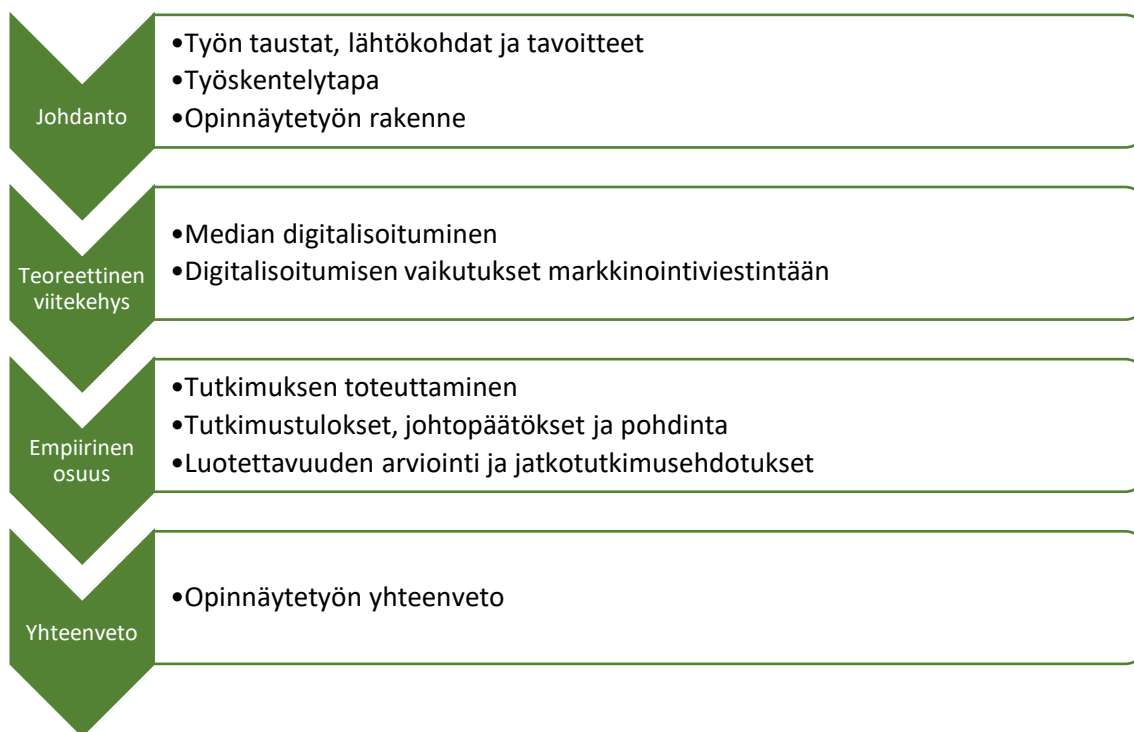 Johdanto
•Työn taustat, lähtökohdat ja tavoitteet
•Työskentelytapa
•Opinnäytetyön rakenne
Teoreettinen
viitekehys
•Median digitalisoituminen
•Digitalisoitumisen vaikutukset markkinointiviestintään
Empiirinen
osuus
•Tutkimuksen toteuttaminen
•Tutkimustulokset, johtopäätökset ja pohdinta
•Luotettavuuden arviointi ja jatkotutkimusehdotukset
Yhteenveto
•Opinnäytetyön yhteenveto